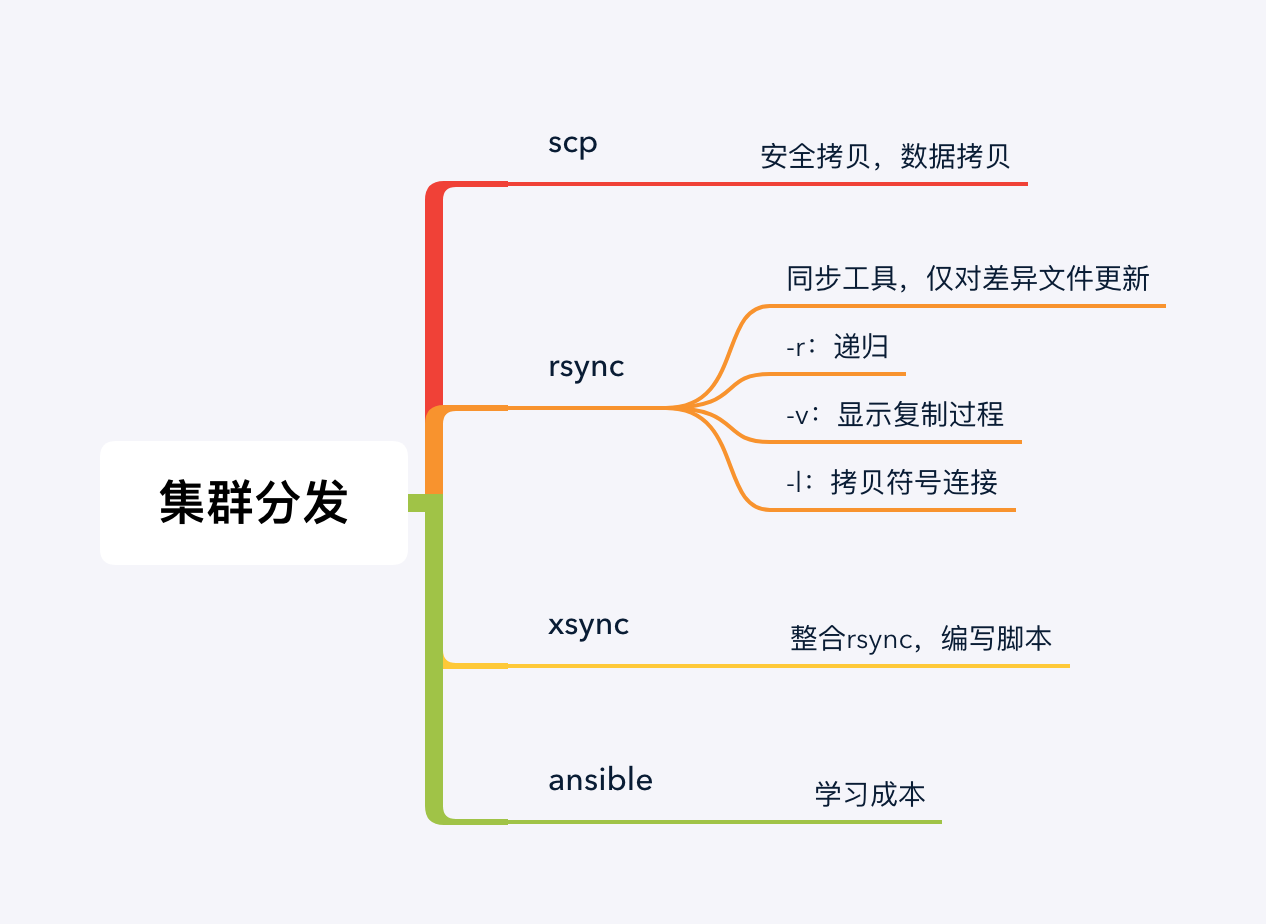 集群分发
scp
安全拷贝，数据拷贝
rsync
同步工具，仅对差异文件更新
-r：递归
-v：显示复制过程
-l：拷贝符号连接
xsync
整合rsync，编写脚本
ansible
学习成本